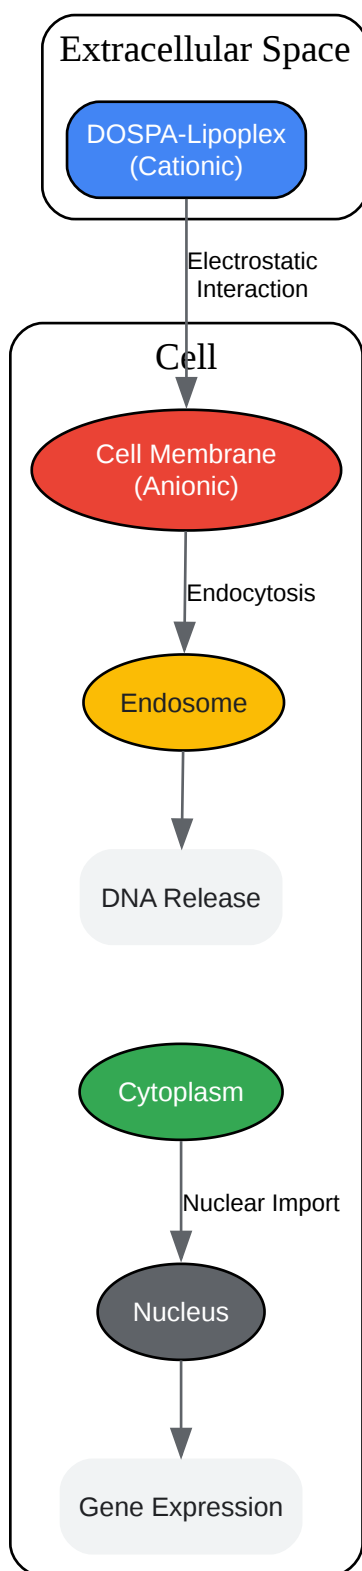 Extracellular Space
DOSPA-Lipoplex
(Cationic)
Electrostatic
Interaction
Cell
Cell Membrane
(Anionic)
Endocytosis
Endosome
DNA Release
Cytoplasm
Nuclear Import
Nucleus
Gene Expression